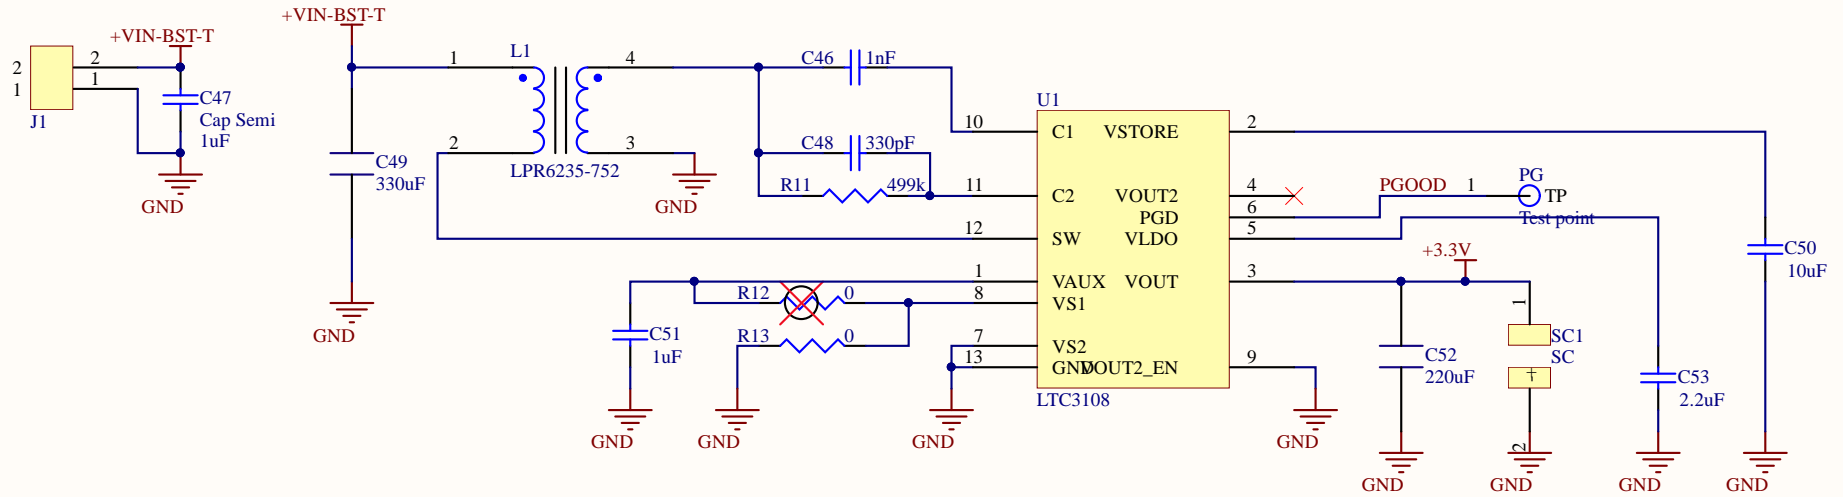 +VIN-BST-T
2
1
2
1
J1
C47
Cap Semi
1uF
GND
+VIN-BST-T
C49
330uF
GND
1
2
L1
LPR6235-752
4
3
GND
C46
1nF
C48
330pF
R11
499k
10
11
12
1
8
7
13
R12
0
R13
0
C51
1uF
GND
GND
GND
U1
C1
C2
SW
VAUX
VS1
VS2
GND
VSTORE
VOUT2
PGD
VLDO
VOUT
VOUT2_EN
LTC3108
2
4
6
5
3
9
GND
PGOOD
1
PG
TP
Test point
+3.3V
C52
220uF
GND
1
SC1
SC
2
GND
C53
2.2uF
GND
C50
10uF
GND